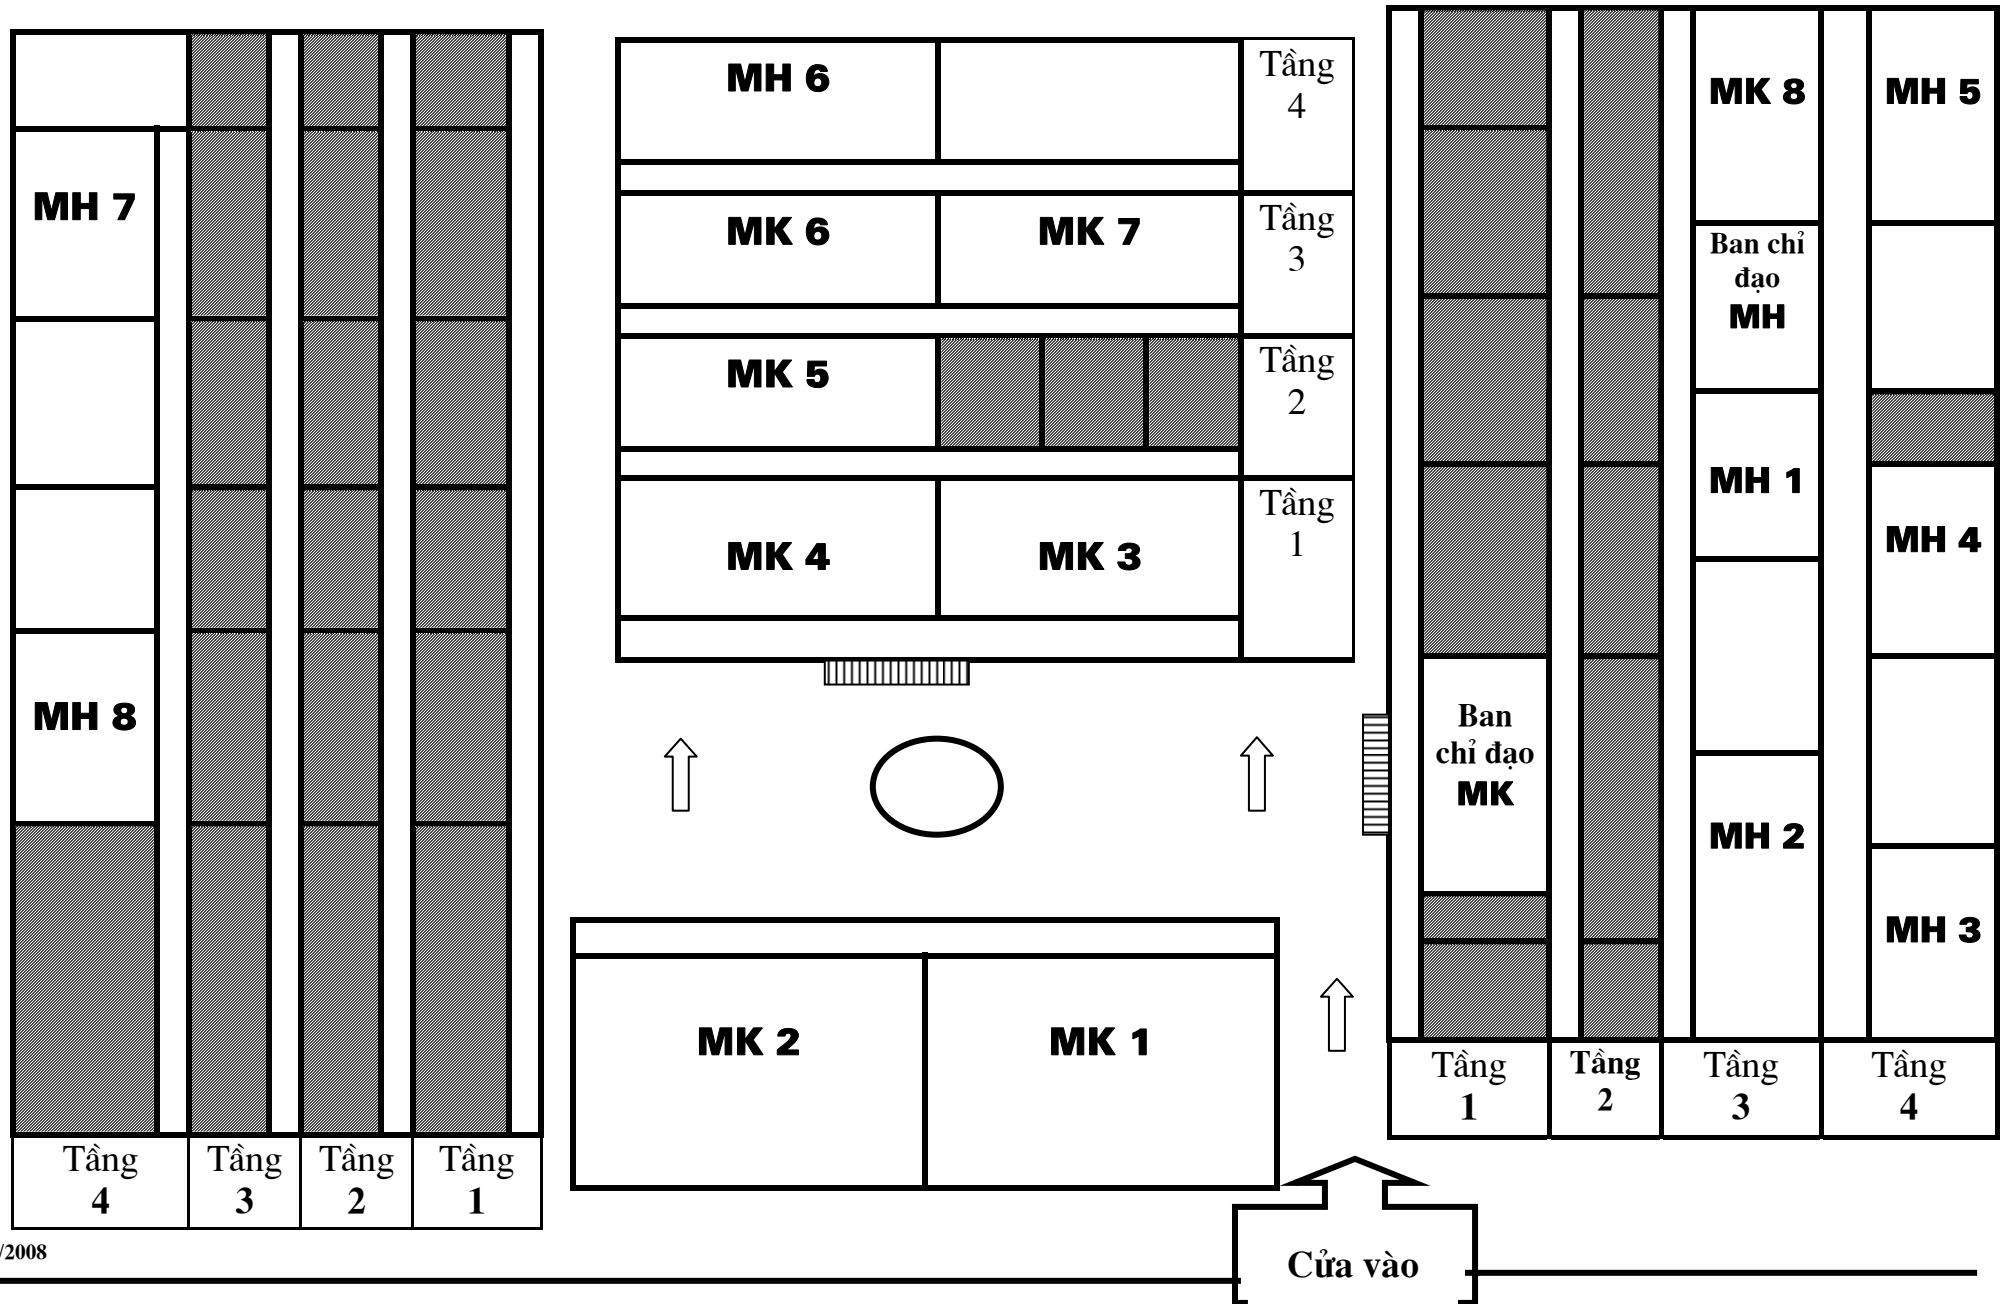 MH 7
MH 8
Tầng
4
Tầng
3
Tầng
2
Tầng
1
/2008
MH 6
Tầng
4
MK 6
MK 7
Tầng
3
MK 5
Tầng
2
MK 4
MK 3
Tầng
1
MK 2
MK 1
MK 8
MH 5
Ban chỉ
đạo
MH
MH 1
MH 4
Ban
chỉ đạo
MK
MH 2
MH 3
Tầng
1
Tầng
2
Tầng
3
Tầng
4
Cửa vào